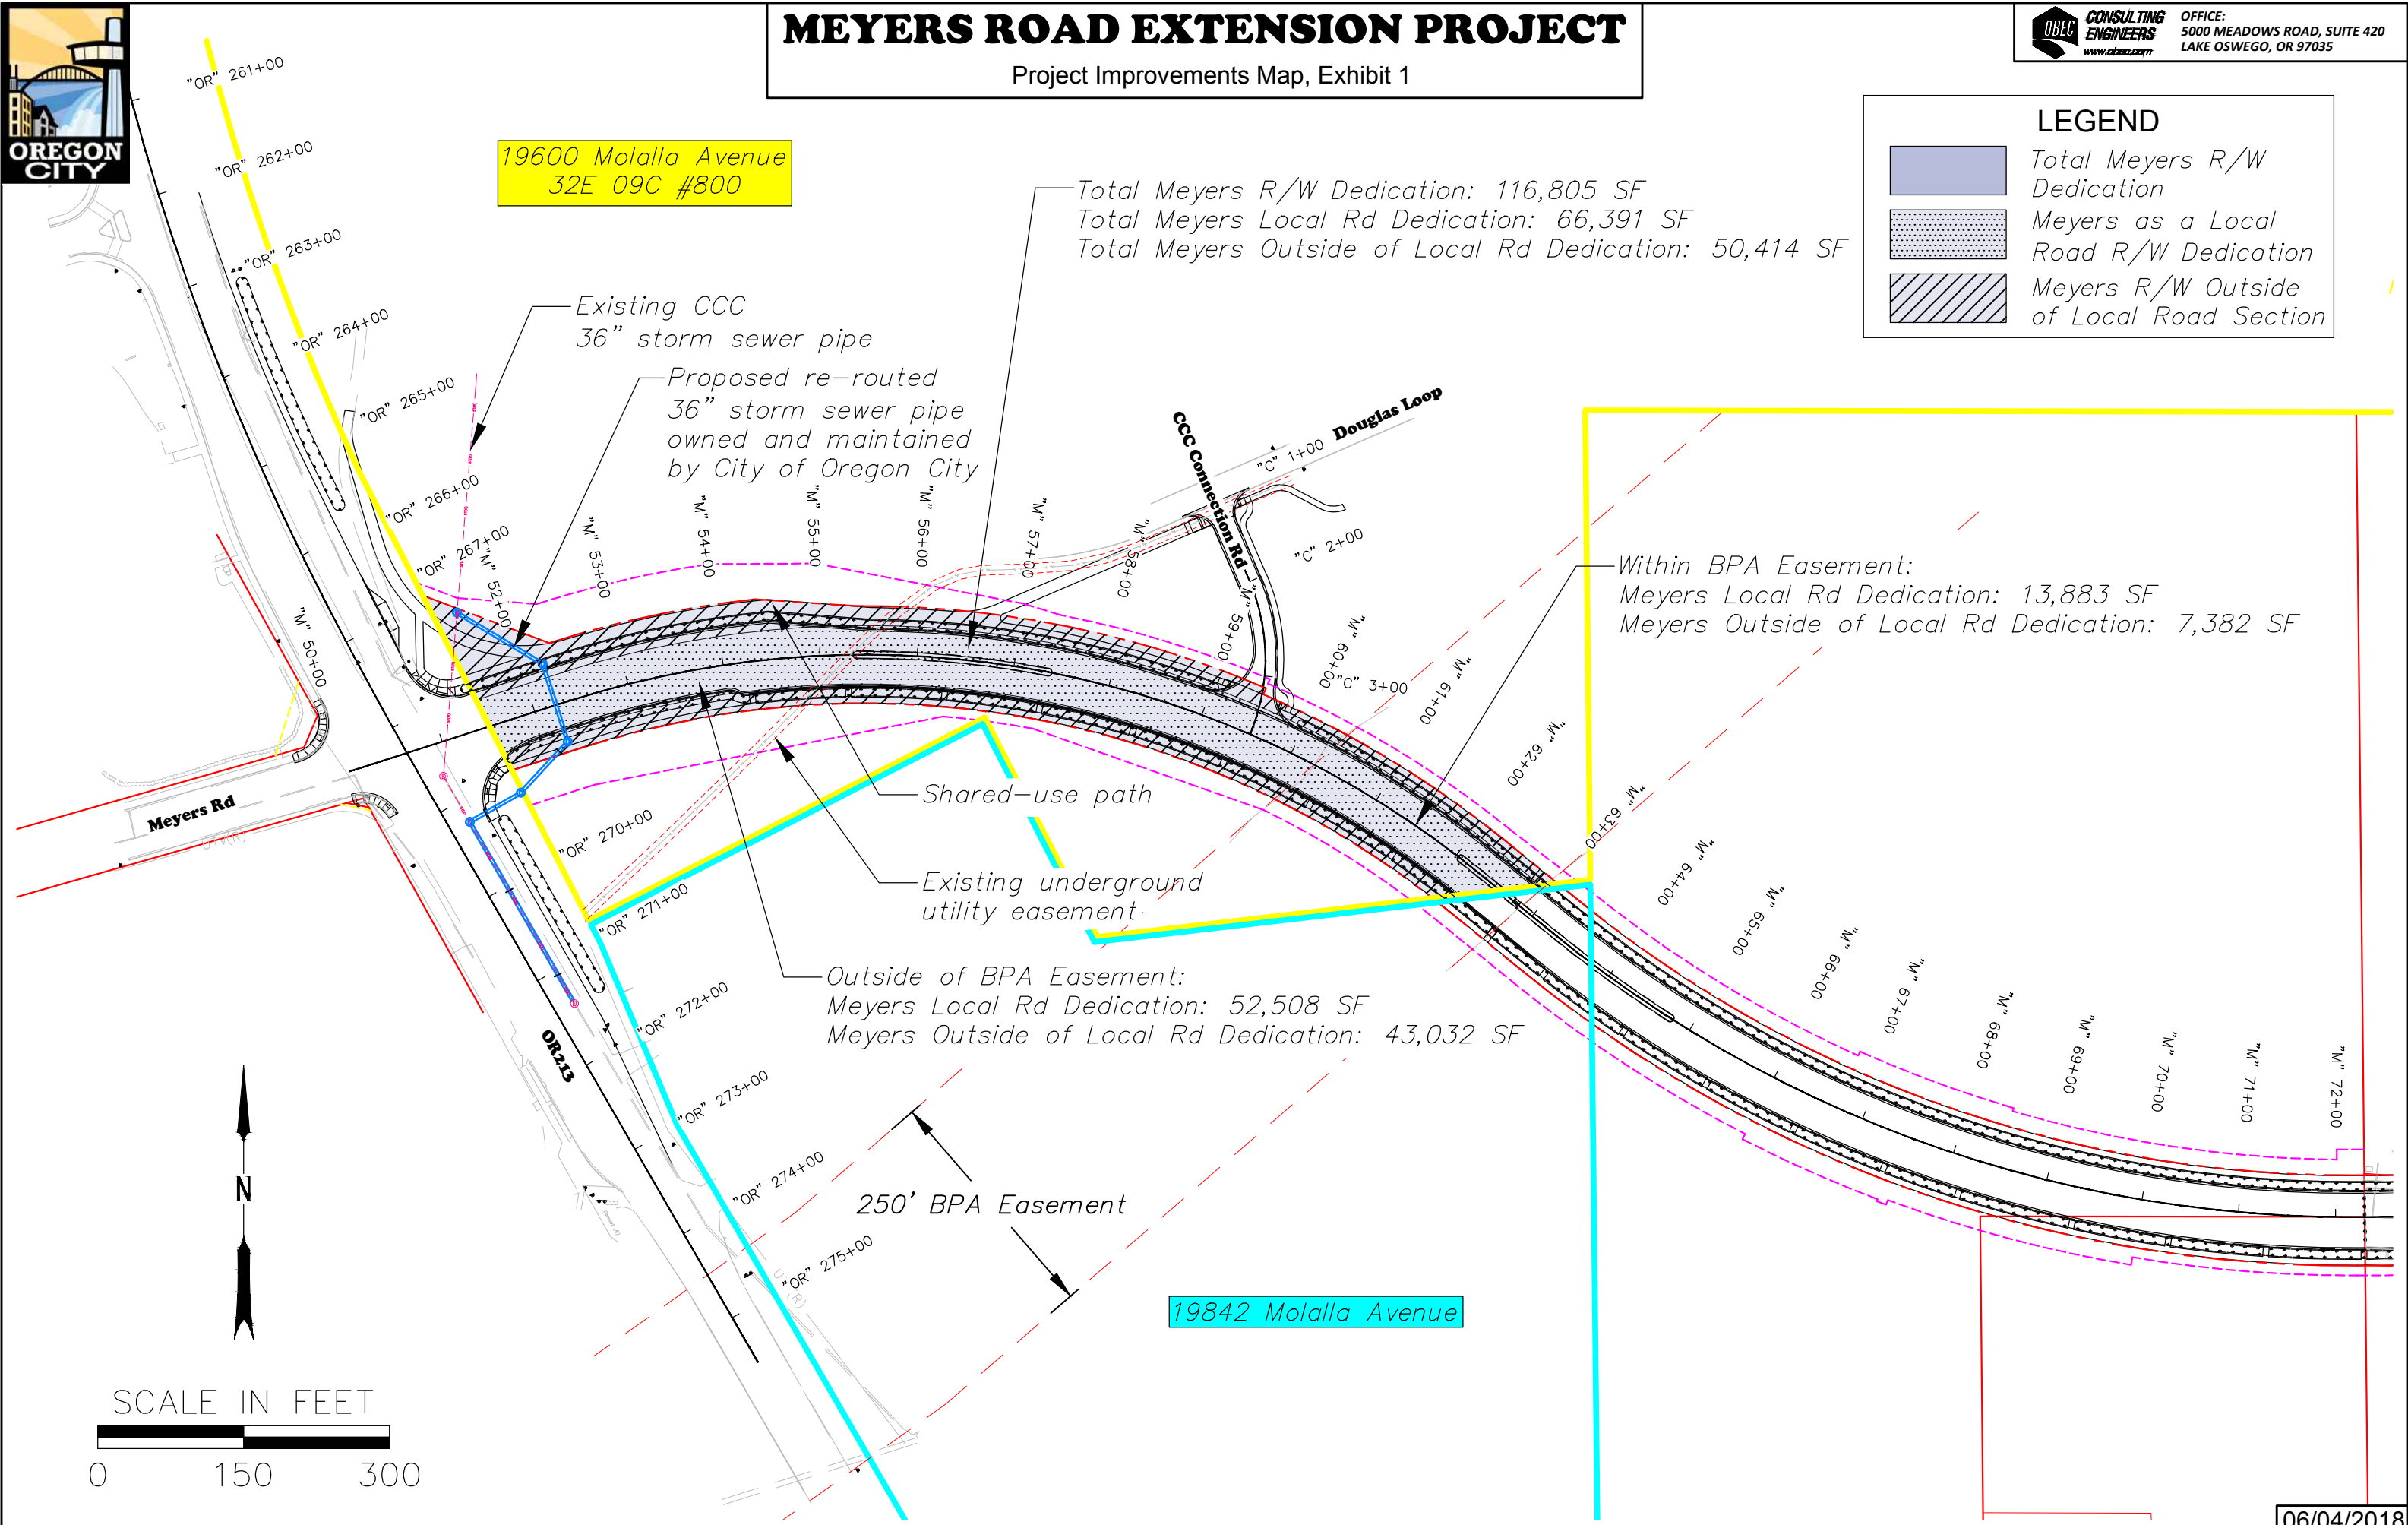 OREGON
CITY
MEYERS ROAD EXTENSION PROJECT
Project Improvements Map, Exhibit 1
OBEC
CONSULTING
ENGINEERS
www.obec.com
OFFICE:
5000 MEADOWS ROAD, SUITE 420
LAKE OSWEGO, OR 97035
LEGEND
Total Meyers R/W
Dedication
Meyers as a Local
Road R/W Dedication
Meyers R/W Outside
of Local Road Section
19600 Molalla Avenue
32E 09C #800
Total Meyers R/W Dedication: 116,805 SF
Total Meyers Local Rd Dedication: 66,391 SF
Total Meyers Outside of Local Rd Dedication: 50,414 SF
Existing CCC
36" storm sewer pipe
Proposed re-routed
36" storm sewer pipe
owned and maintained
by City of Oregon City
"OR" 261+00
"OR" 262+00
"OR" 263+00
"OR" 264+00
"OR" 265+00
"OR" 266+00
"OR" 267+00
"OR" 270+00
"OR" 271+00
"OR" 272+00
"OR" 273+00
"OR" 274+00
"OR" 275+00
"M" 50+00
"M" 52+00
"M" 53+00
"M" 54+00
"M" 55+00
"M" 56+00
"M" 57+00
"M" 58+00
"M" 59+00
"M" 60+00
"M" 61+00
"M" 62+00
"M" 63+00
"M" 64+00
"M" 65+00
"M" 66+00
"M" 67+00
"M" 68+00
"M" 69+00
"M" 70+00
"M" 71+00
"M" 72+00
CCC Connection Rd
Douglas Loop
"C" 1+00
"C" 2+00
"C" 3+00
Within BPA Easement:
Meyers Local Rd Dedication: 13,883 SF
Meyers Outside of Local Rd Dedication: 7,382 SF
Meyers Rd
Shared-use path
Existing underground
utility easement
Outside of BPA Easement:
Meyers Local Rd Dedication: 52,508 SF
Meyers Outside of Local Rd Dedication: 43,032 SF
OR213
250' BPA Easement
19842 Molalla Avenue
N
SCALE IN FEET
0 150 300
06/04/2018